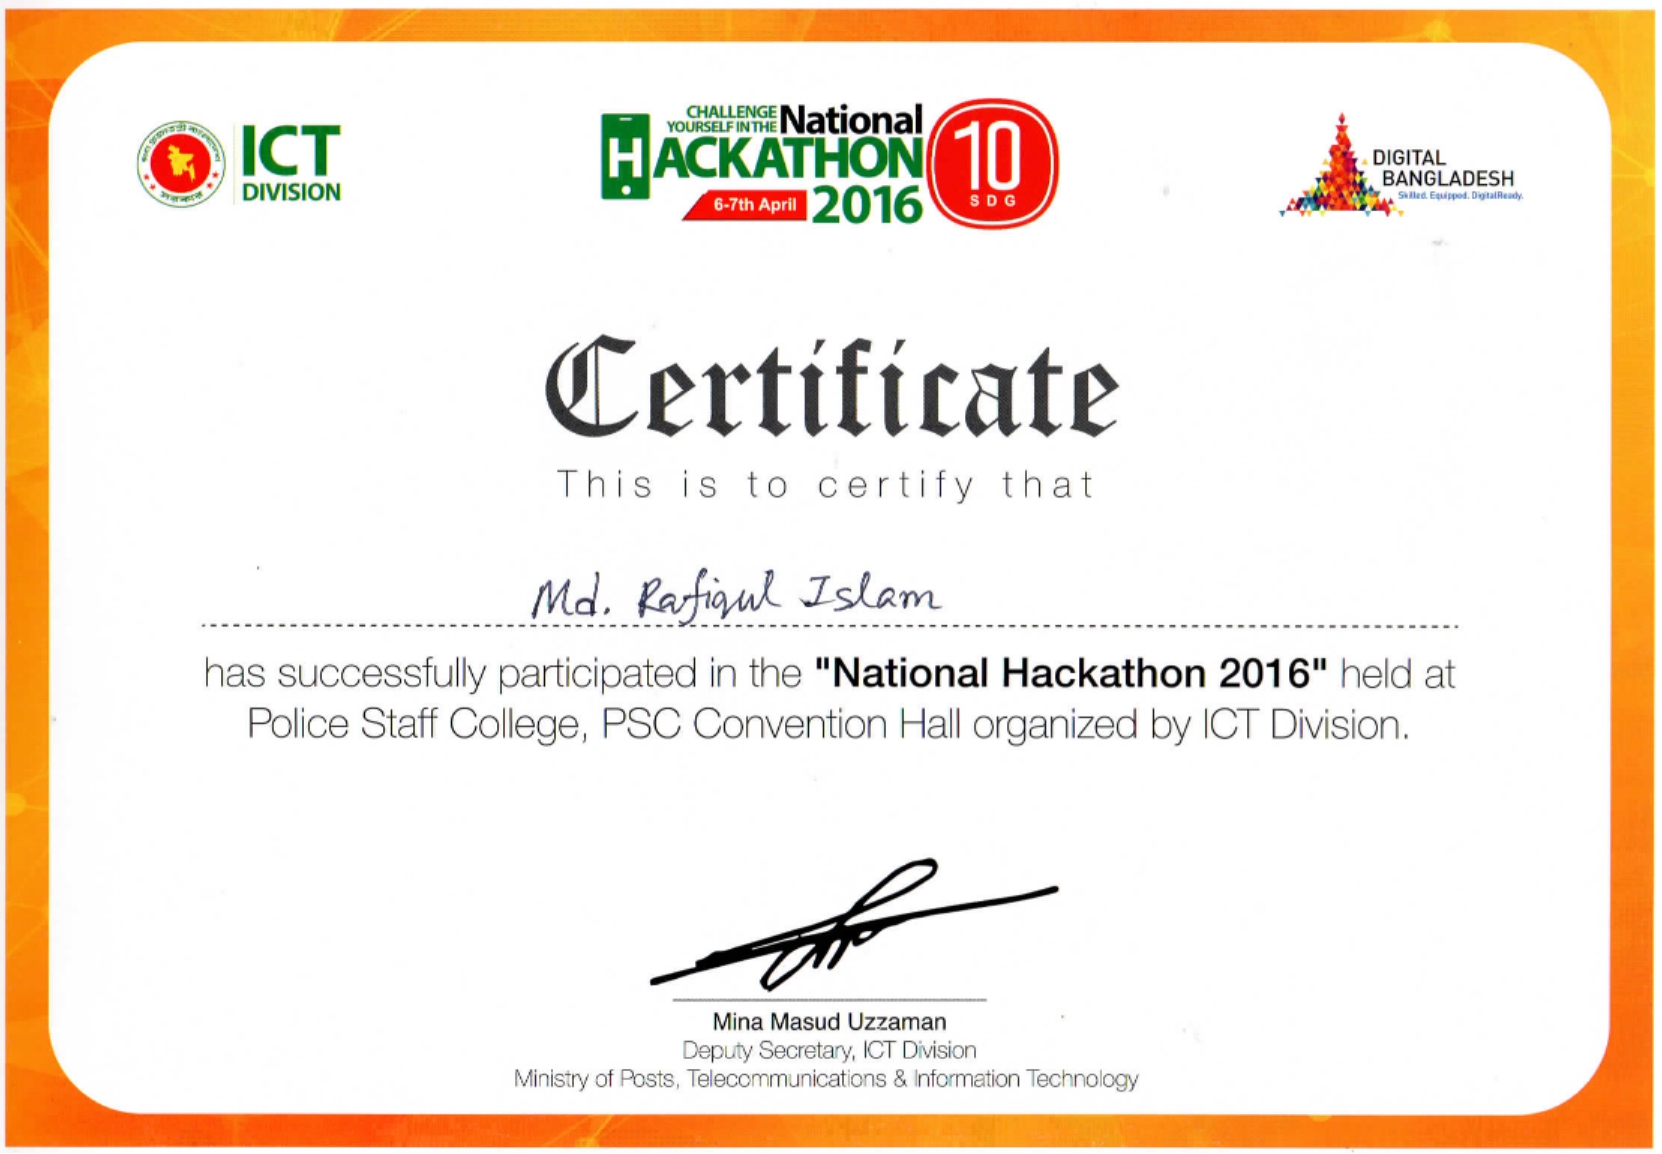 ICT
DIVISION
CHALLENGE
YOURSELF IN THE National
HACKATHON
6-7th April 2016
10
SDG
DIGITAL
BANGLADESH
Skilled. Equipped. DigitalReady.
Certificate
This is to certify that
Md. Rafiqul Islam
has successfully participated in the "National Hackathon 2016" held at
Police Staff College, PSC Convention Hall organized by ICT Division.
Mina Masud Uzzaman
Deputy Secretary, ICT Division
Ministry of Posts, Telecommunications & Information Technology